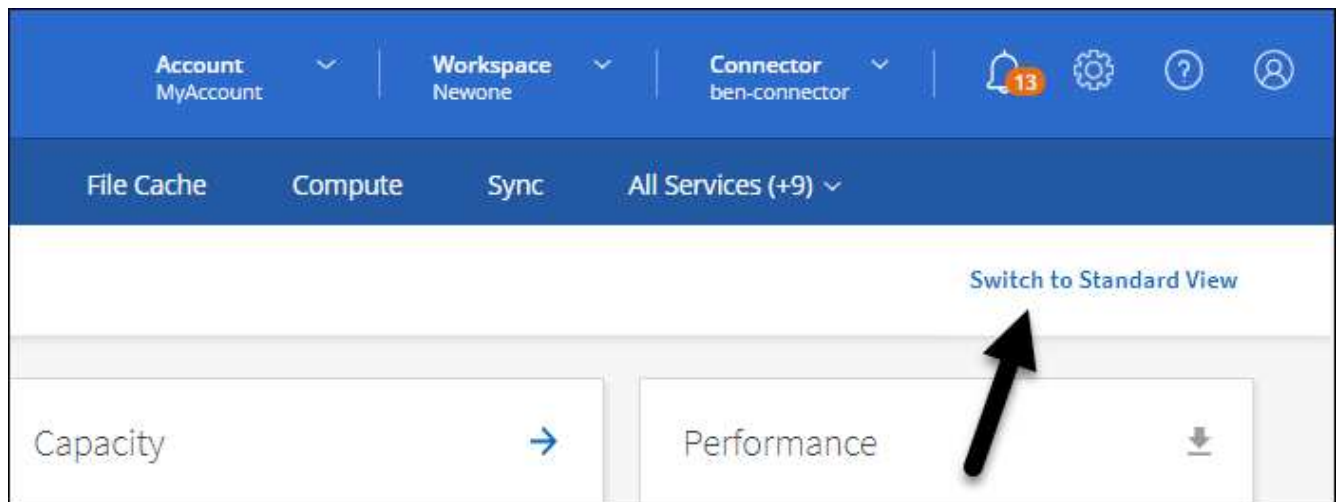 Account Workspace Connector
MyAccount Newone ben-connector 13
File Cache Compute Sync All Services (+9)
Switch to Standard View
Capacity Performance